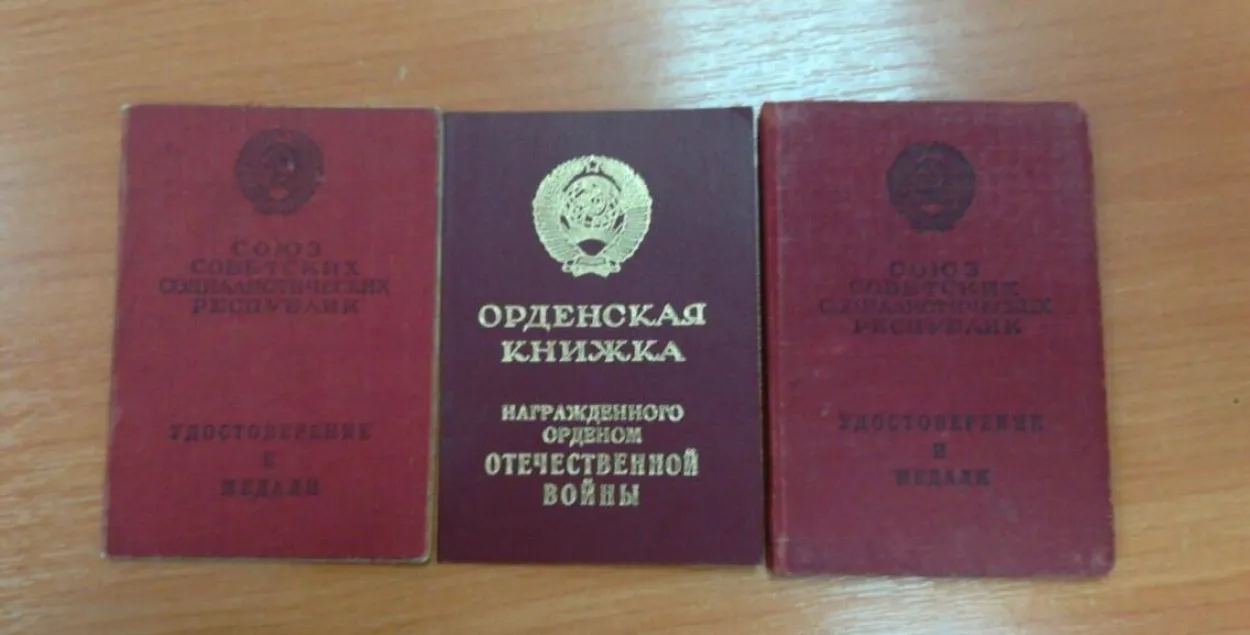 СОЮЗ
СОВЕТСКИХ
СОЦИАЛИСТИЧЕСКИХ
РЕСПУБЛИК
УДОСТОВЕРЕНИЕ
К
МЕДАЛИ
ОРДЕНСКАЯ
КНИЖКА
НАГРАЖДЕННОГО
ОРДЕНОМ
ОТЕЧЕСТВЕННОЙ
ВОЙНЫ
СОЮЗ
СОВЕТСКИХ
СОЦИАЛИСТИЧЕСКИХ
РЕСПУБЛИК
УДОСТОВЕРЕНИЕ
К
МЕДАЛИ